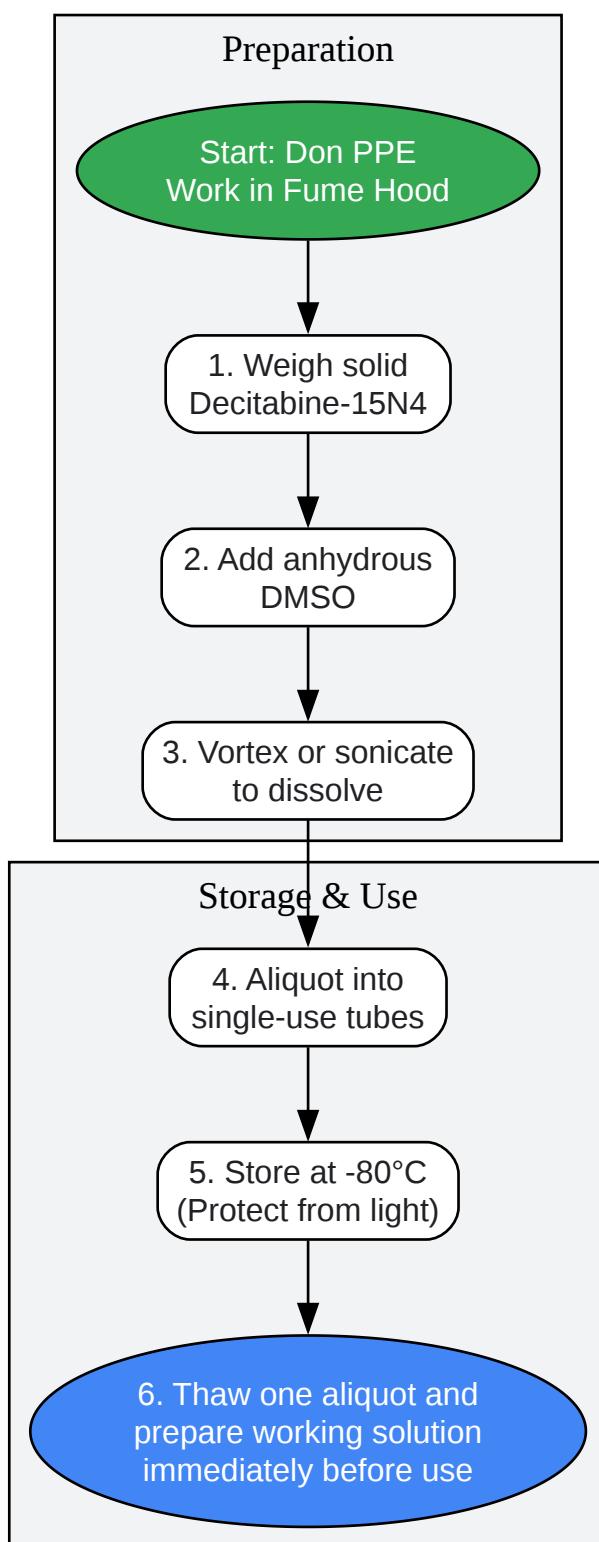 Preparation
Start: Don PPE
Work in Fume Hood
1. Weigh solid
Decitabine-15N4
2. Add anhydrous
DMSO
3. Vortex or sonicate
to dissolve
Storage & Use
4. Aliquot into
single-use tubes
5. Store at -80°C
(Protect from light)
6. Thaw one aliquot and
prepare working solution
immediately before use